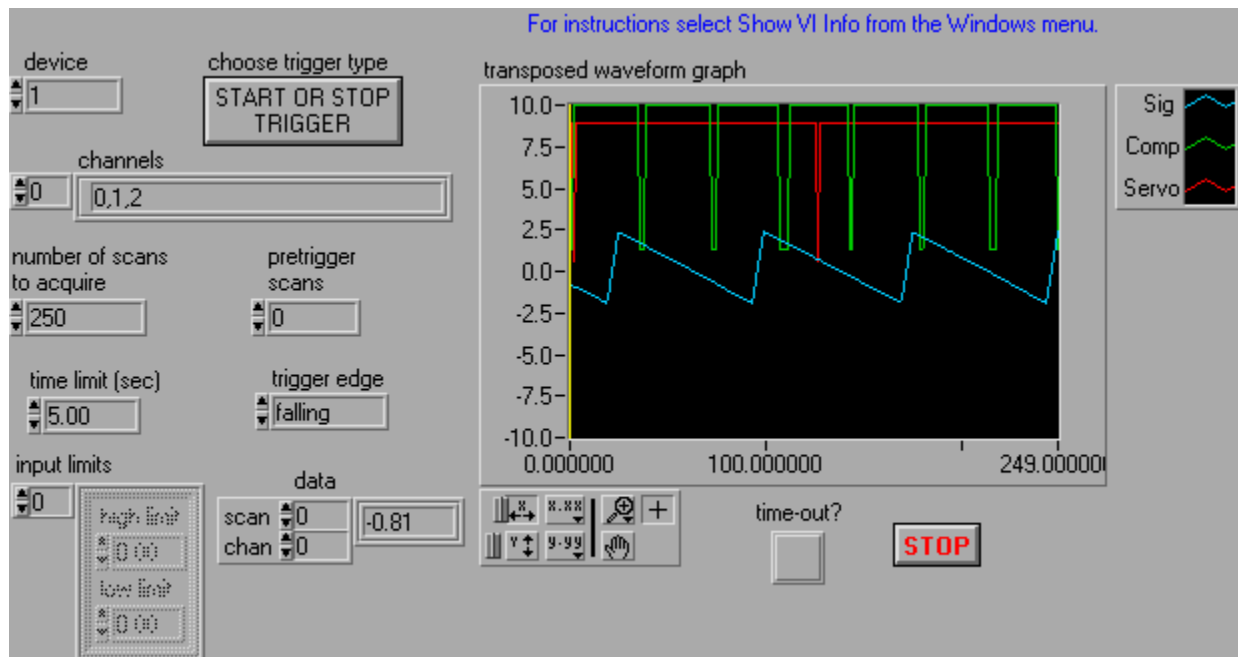 For instructions select Show VI Info from the Windows menu.
device
1
choose trigger type
START OR STOP
TRIGGER
channels
0
0,1,2
number of scans
to acquire
250
pretrigger
scans
0
time limit (sec)
5.00
trigger edge
falling
input limits
0
high limit
0.00
low limit
0.00
data
scan 0
chan 0
-0.81
transposed waveform graph
10.0
7.5
5.0
2.5
0.0
-2.5
-5.0
-7.5
-10.0
0.000000 100.000000 249.000000
Sig
Comp
Servo
X X.XX
Y Y.YY
time-out?
STOP